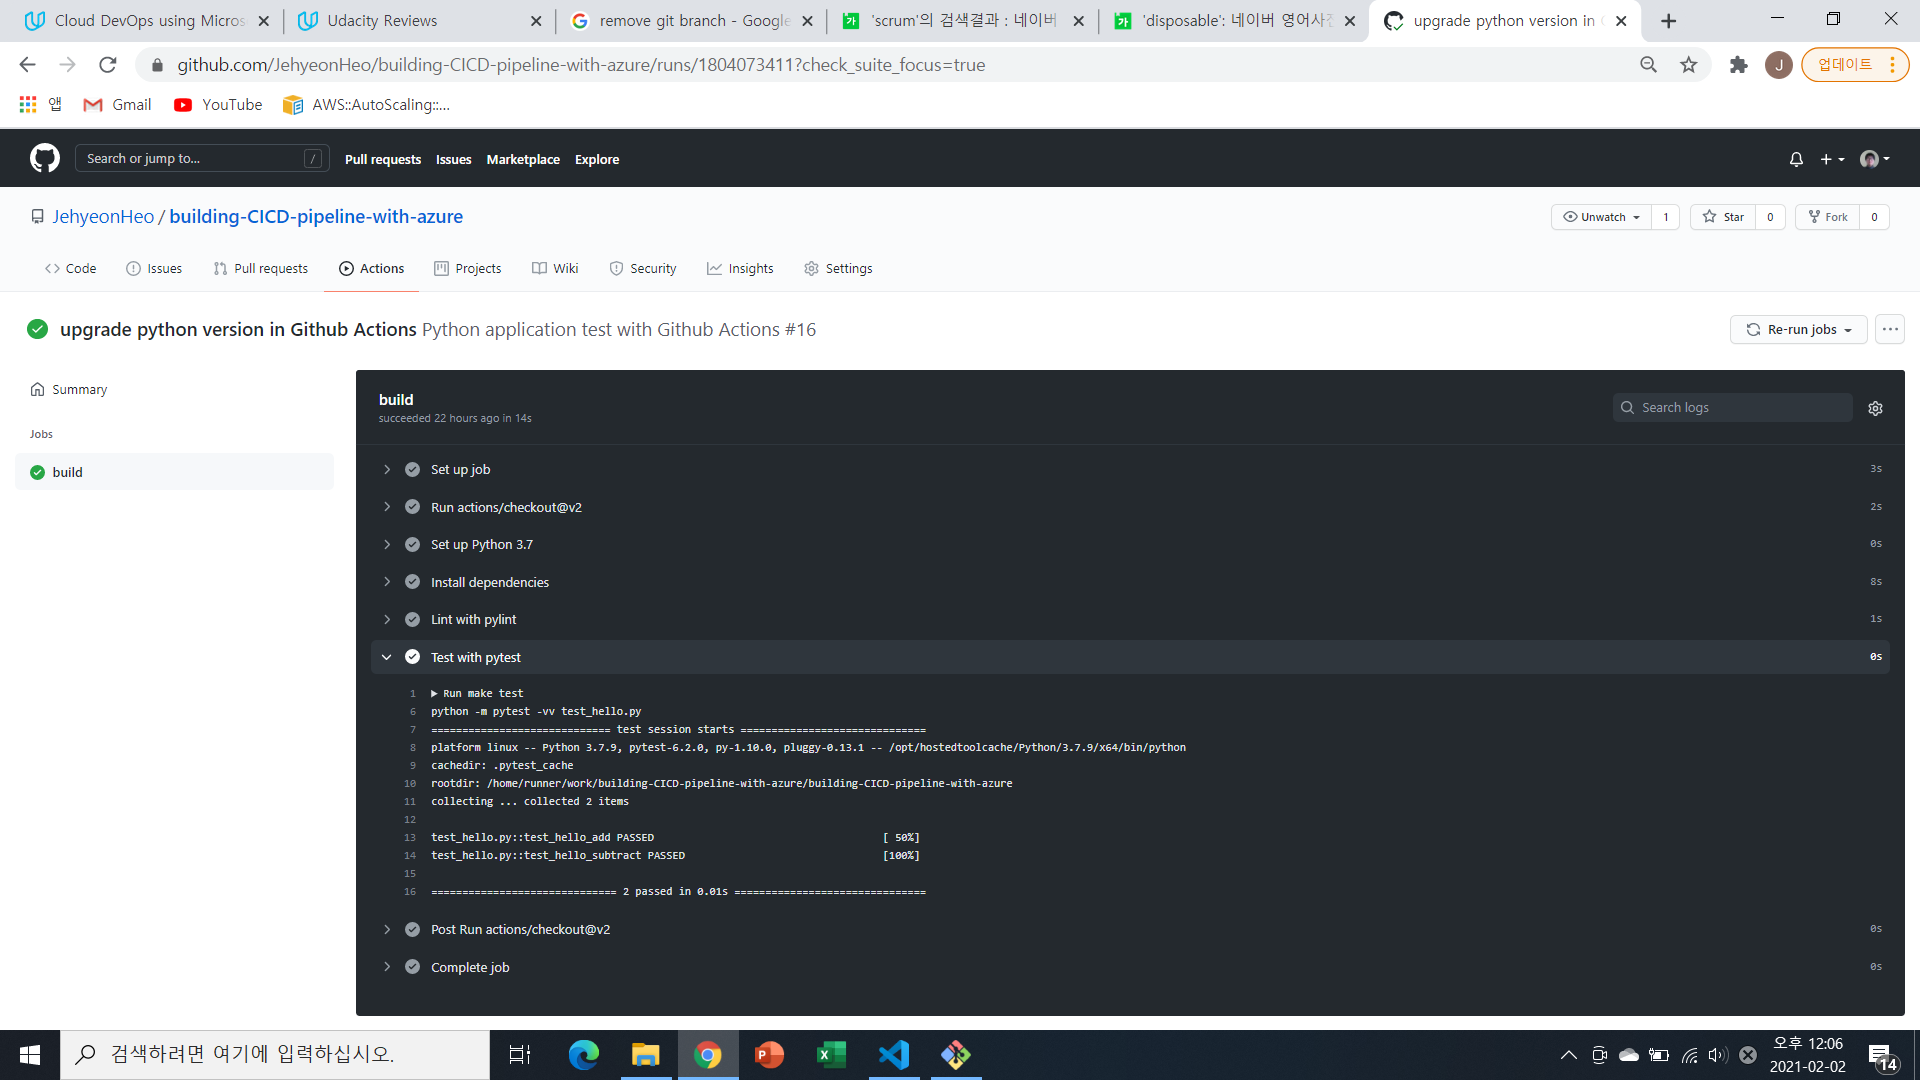 Cloud DevOps using Micros
Udacity Reviews
remove git branch - Google
'scrum'의 검색결과 : 네이버
'disposable': 네이버 영어사전
upgrade python version in G
github.com/JehyeonHeo/building-CICD-pipeline-with-azure/runs/1804073411?check_suite_focus=true
J
업데이트
앱
Gmail
YouTube
AWS::AutoScaling::...
Search or jump to...
/
Pull requests
Issues
Marketplace
Explore
JehyeonHeo / building-CICD-pipeline-with-azure
Unwatch 1
Star 0
Fork 0
Code
Issues
Pull requests
Actions
Projects
Wiki
Security
Insights
Settings
upgrade python version in Github Actions Python application test with Github Actions #16
Re-run jobs
Summary
Jobs
build
build
succeeded 22 hours ago in 14s
Search logs
Set up job 3s
Run actions/checkout@v2 2s
Set up Python 3.7 0s
Install dependencies 8s
Lint with pylint 1s
Test with pytest 0s
1 ▶ Run make test
6 python -m pytest -vv test_hello.py
7 ============================= test session starts ==============================
8 platform linux -- Python 3.7.9, pytest-6.2.0, py-1.10.0, pluggy-0.13.1 -- /opt/hostedtoolcache/Python/3.7.9/x64/bin/python
9 cachedir: .pytest_cache
10 rootdir: /home/runner/work/building-CICD-pipeline-with-azure/building-CICD-pipeline-with-azure
11 collecting ... collected 2 items
12
13 test_hello.py::test_hello_add PASSED [ 50%]
14 test_hello.py::test_hello_subtract PASSED [100%]
15
16 ============================== 2 passed in 0.01s ===============================
Post Run actions/checkout@v2 0s
Complete job 0s
검색하려면 여기에 입력하십시오.
오후 12:06
2021-02-02
14